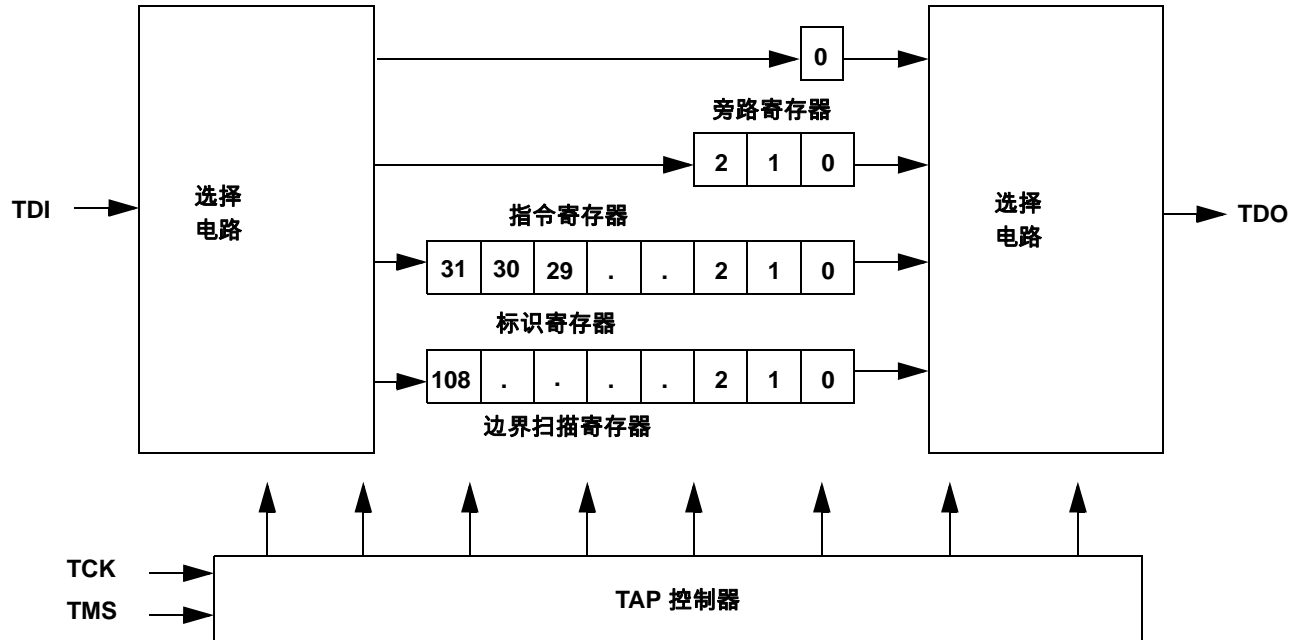 0
旁路寄存器
2 1 0
TDI
选择
电路
选择
电路
TDO
指令寄存器
31 30 29 . . 2 1 0
标识寄存器
108 . . . . 2 1 0
边界扫描寄存器
TCK
TMS
TAP 控制器